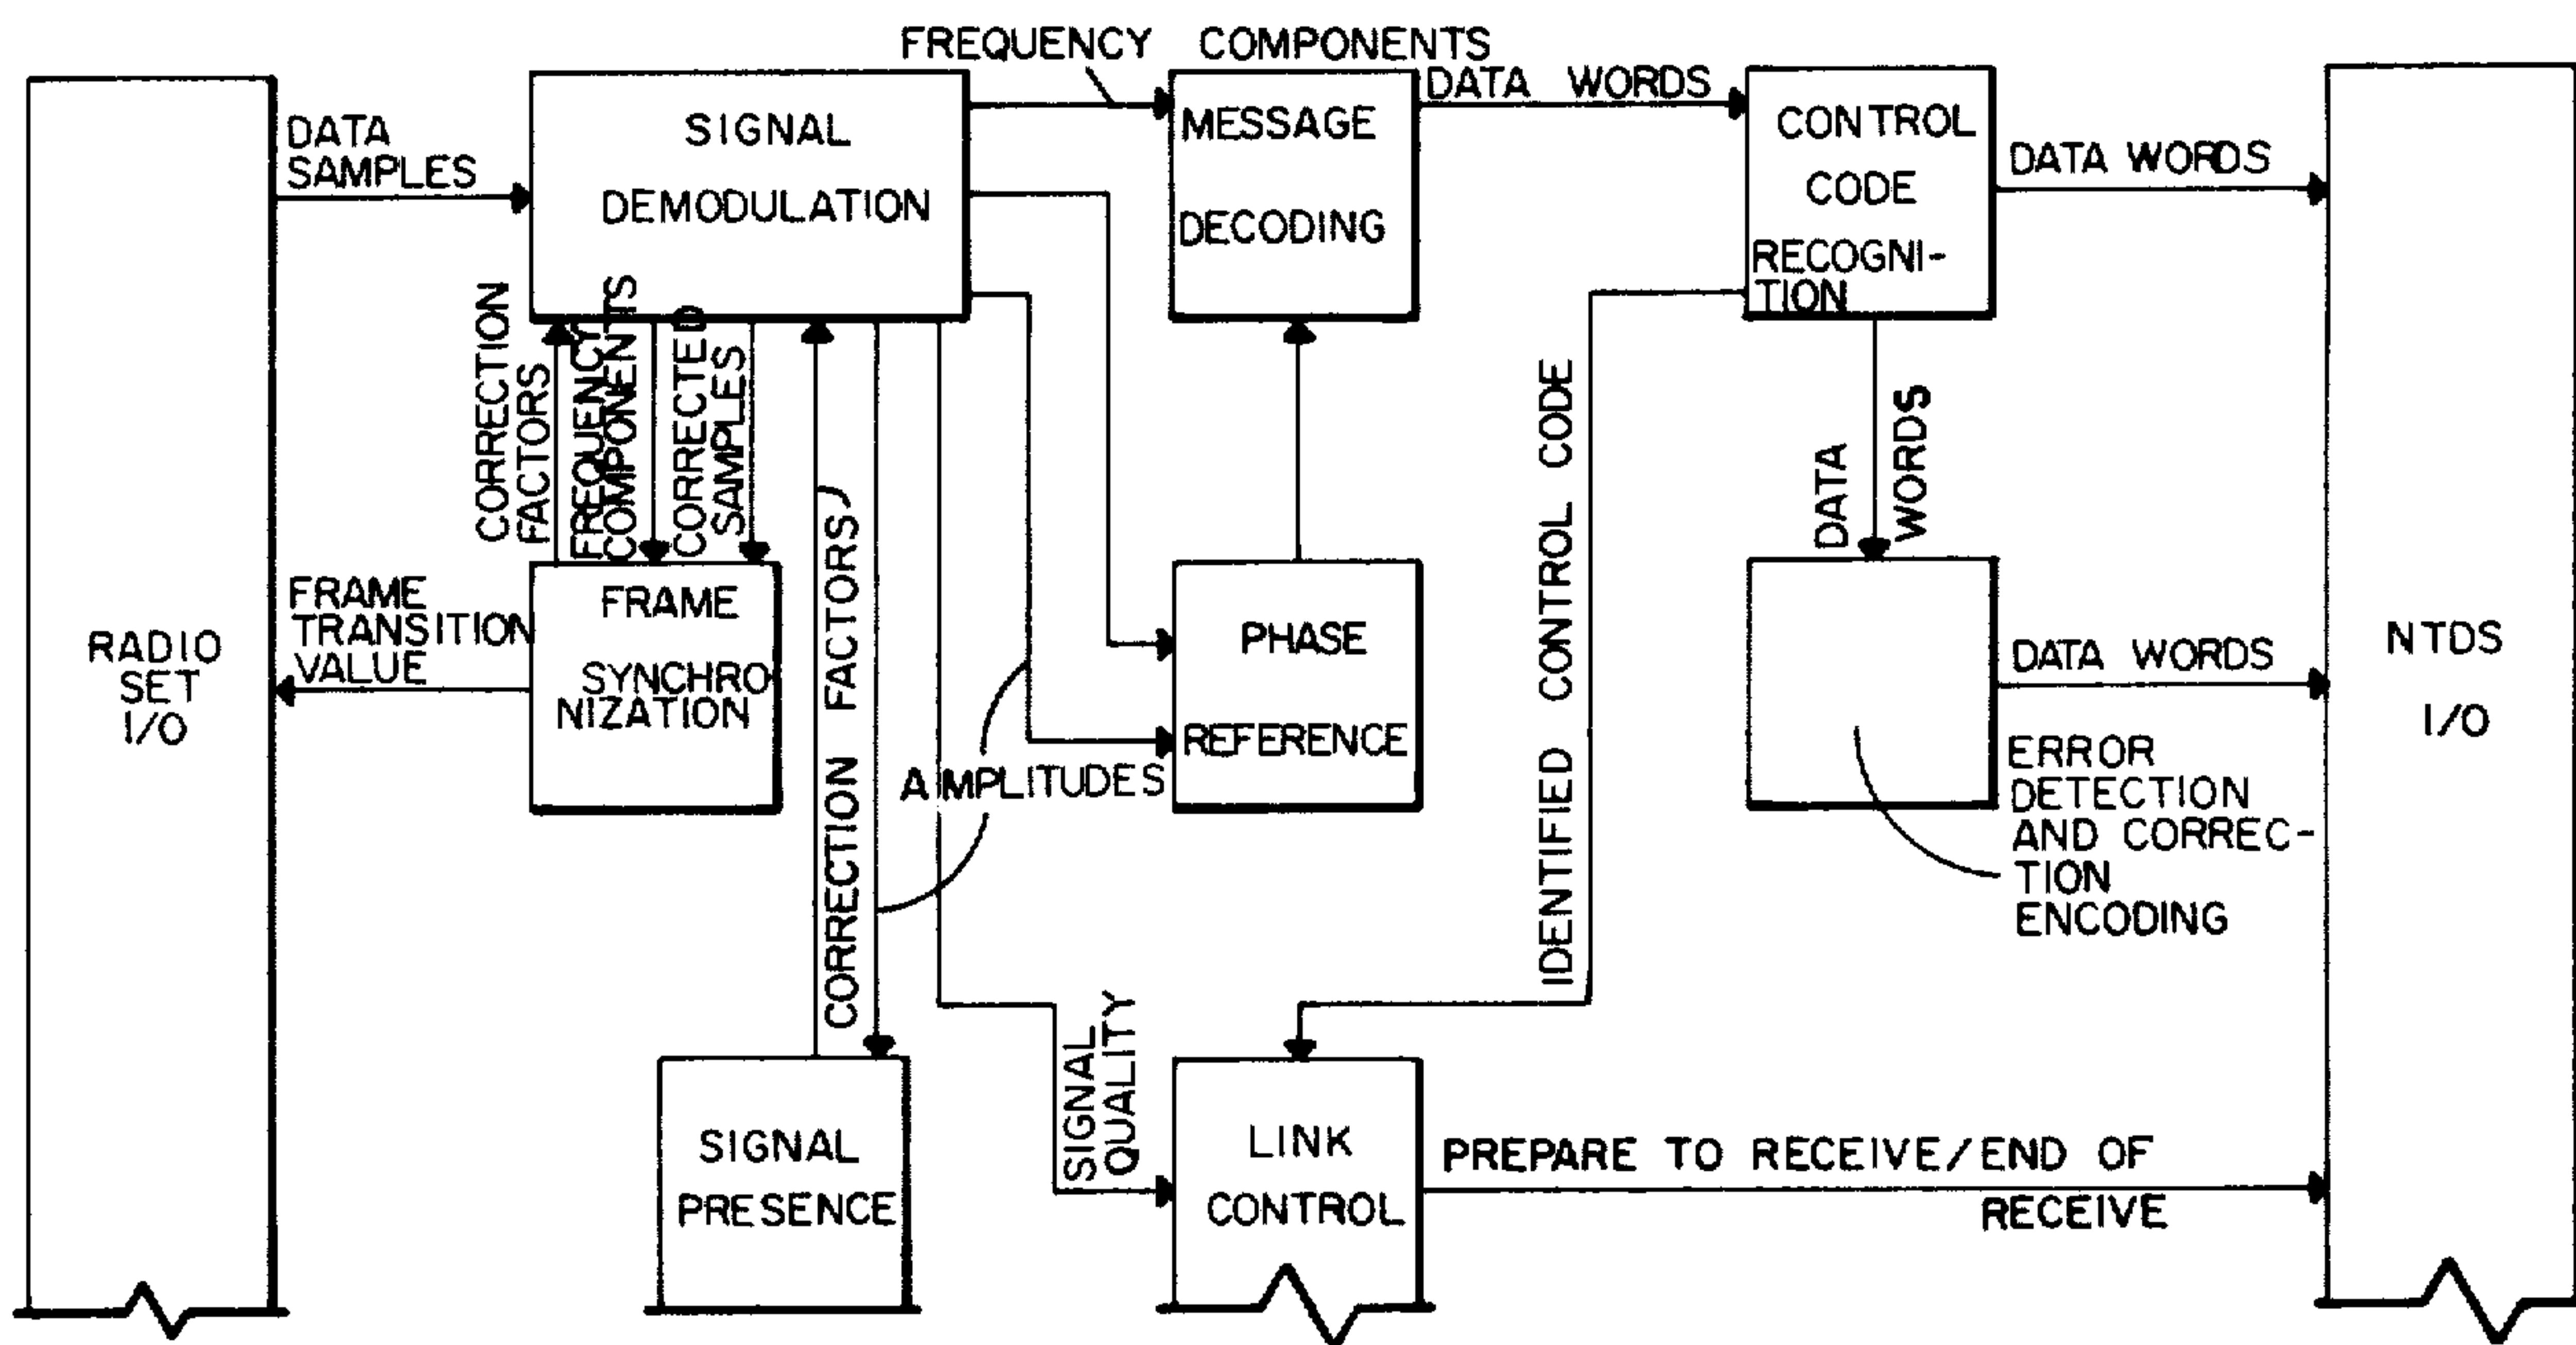 FREQUENCY COMPONENTS
DATA
SAMPLES
SIGNAL
DEMODULATION
MESSAGE
DECODING
DATA WORDS
CONTROL
CODE
RECOGNI-
TION
DATA WORDS
CORRECTION
FACTORS
FREQUENCY
COMPONENTS
CORRECTED
SAMPLES
RADIO
SET
I/O
FRAME
TRANSITION
VALUE
FRAME
SYNCHRO-
NIZATION
CORRECTION FACTORS
AMPLITUDES
PHASE
REFERENCE
IDENTIFIED CONTROL CODE
DATA
WORDS
DATA WORDS
ERROR
DETECTION
AND CORREC-
TION
ENCODING
NTDS
I/O
SIGNAL
PRESENCE
SIGNAL
QUALITY
LINK
CONTROL
PREPARE TO RECEIVE/END OF
RECEIVE